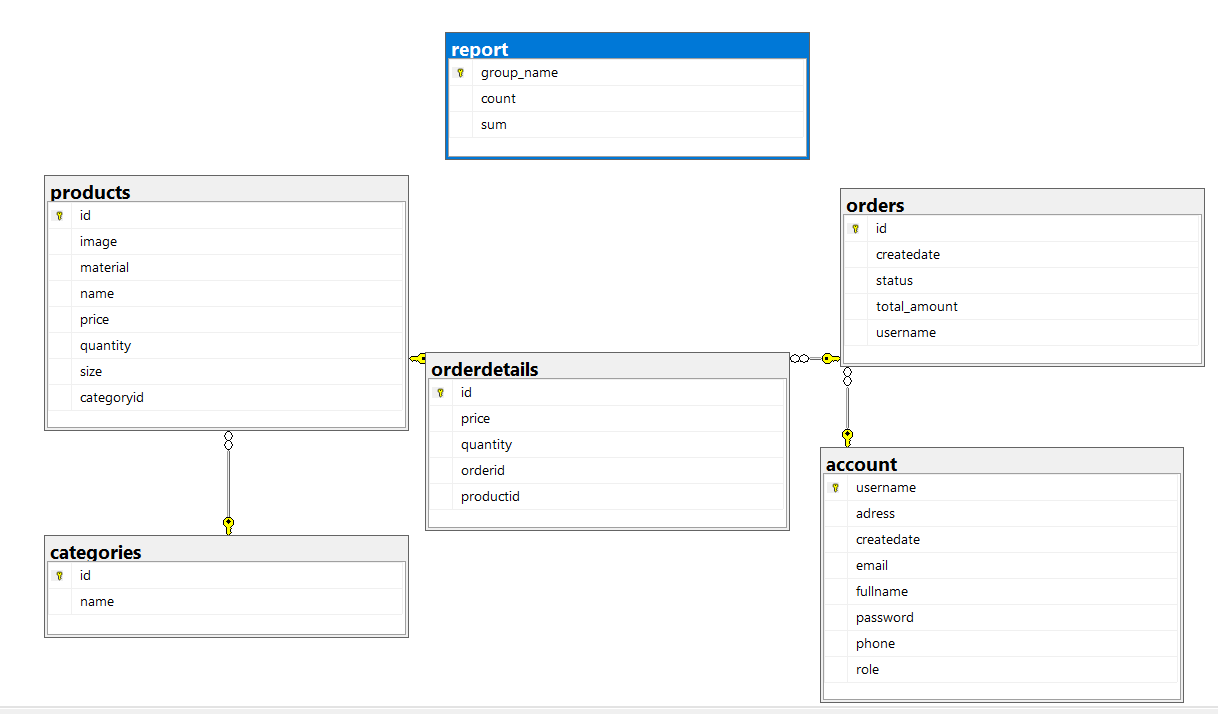 report
group_name
count
sum
products
id
image
material
name
price
quantity
size
categoryid
orders
id
createdate
status
total_amount
username
orderdetails
id
price
quantity
orderid
productid
account
username
adress
createdate
email
fullname
password
phone
role
categories
id
name